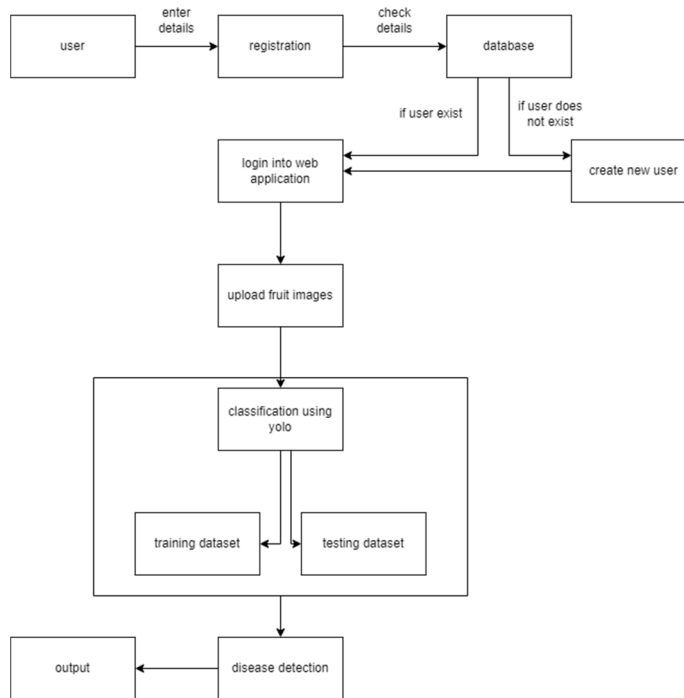 user
enter
details
registration
check
details
database
if user exist
if user does
not exist
login into web
application
create new user
upload fruit images
classification using
yolo
training dataset
testing dataset
output
disease detection